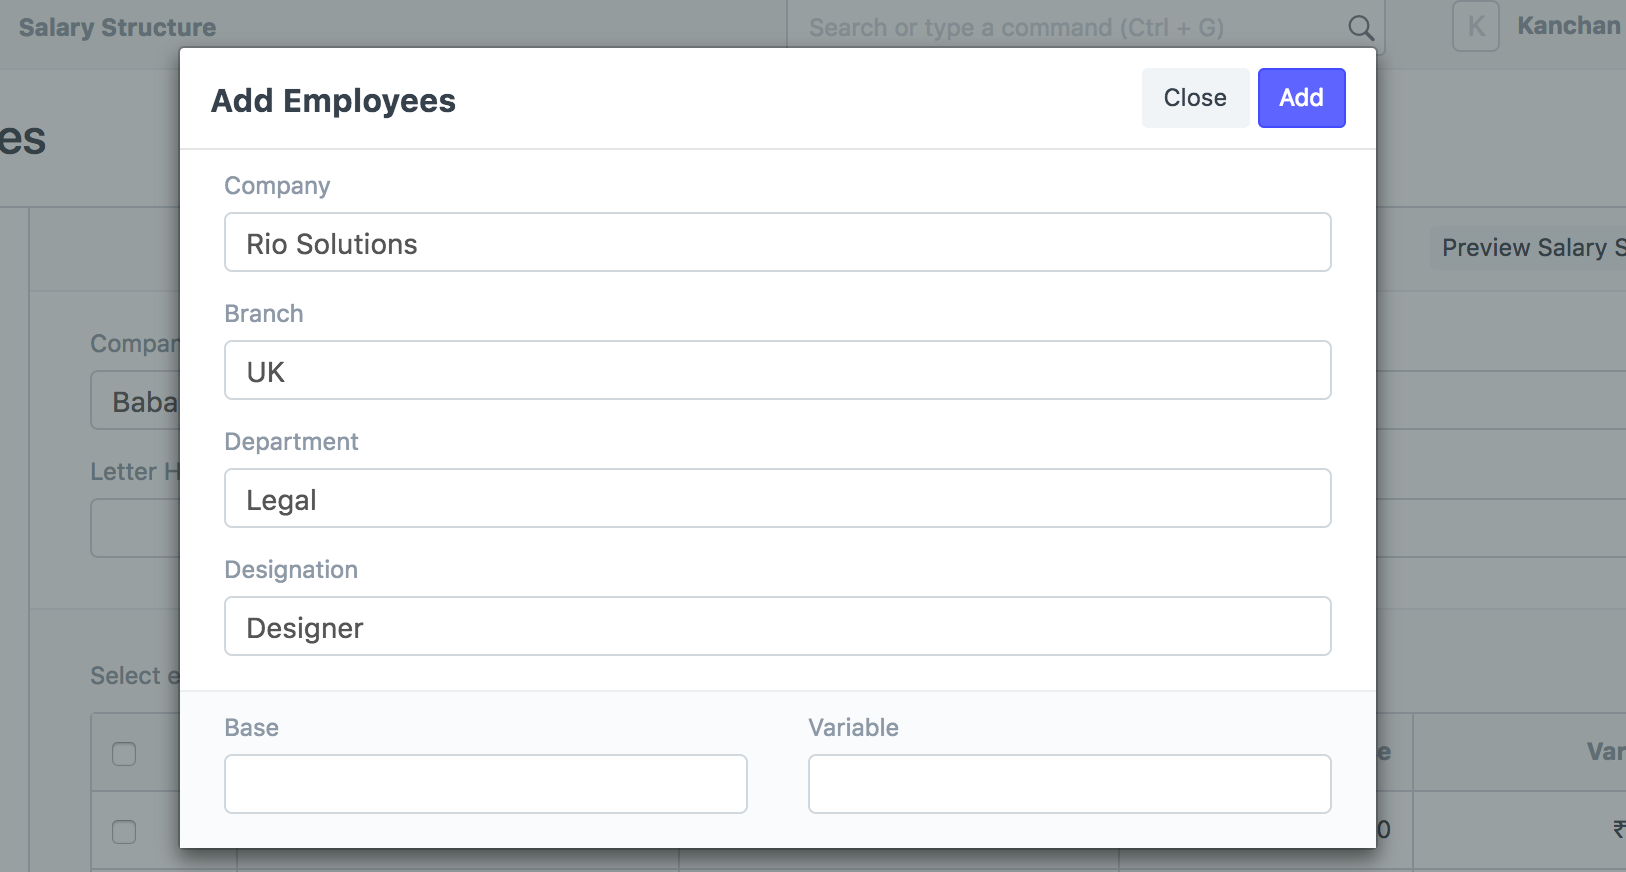 Salary Structure
Search or type a command (Ctrl + G)
K
Kanchan
es
Add Employees
Close
Add
Preview Salary S
Company
Rio Solutions
Branch
UK
Compan
Baba
Department
Legal
Letter H
Designation
Designer
Select e
Base
Variable
e
Var
0
₹